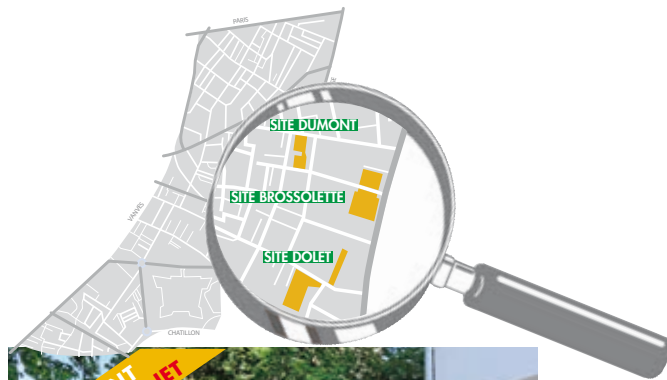 PARIS
SITE DUMONT
SITE BROSSOLETTE
VANVES
SITE DOLET
CHATILLON